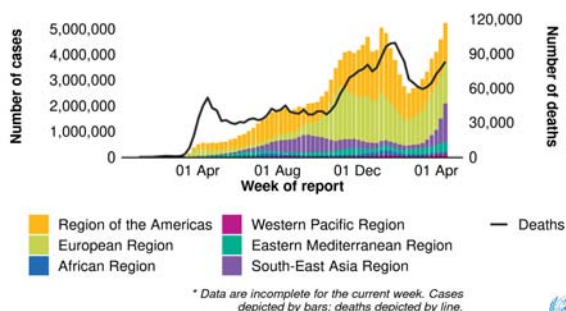 Number of cases
5,000,000
4,000,000
3,000,000
2,000,000
1,000,000
0
120,000
90,000
60,000
30,000
0
Number of deaths
01 Apr
01 Aug
01 Dec
01 Apr
Week of report
Region of the Americas
European Region
African Region
Western Pacific Region
Eastern Mediterranean Region
South-East Asia Region
Deaths
* Data are incomplete for the current week. Cases
depicted by bars; deaths depicted by line.